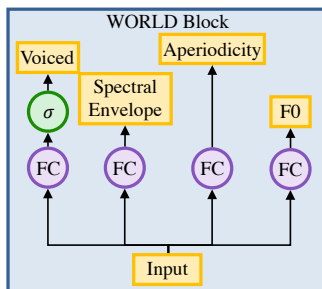 WORLD Block
Voiced
Aperiodicity
Spectral
Envelope
F0
σ
FC
FC
FC
FC
Input